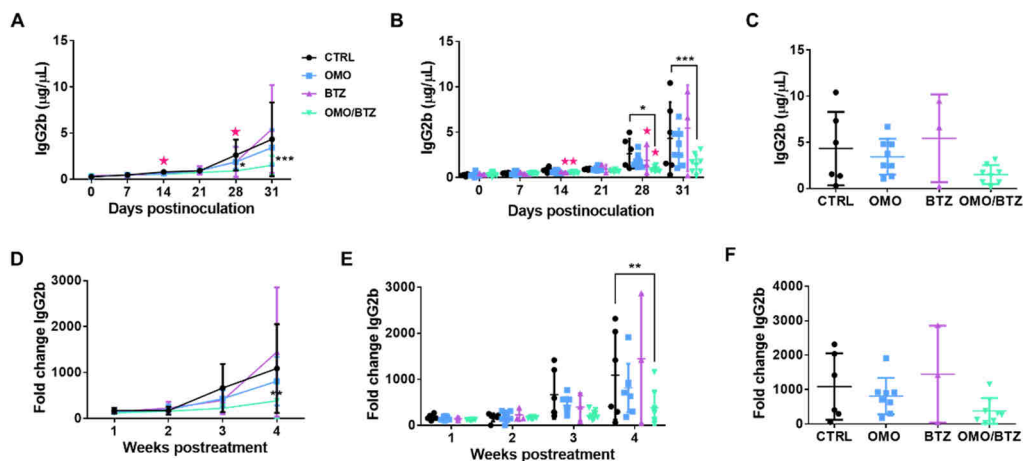 A
IgG2b (μg/μL)
15
10
5
0
0 7 14 21 28 31
Days postinoculation
CTRL
OMO
BTZ
OMO/BTZ
*
***
B
IgG2b (μg/μL)
15
10
5
0
0 7 14 21 28 31
Days postinoculation
*
***
C
IgG2b (μg/μL)
15
10
5
0
CTRL OMO BTZ OMO/BTZ
D
Fold change IgG2b
3000
2000
1000
0
1 2 3 4
Weeks postreatment
**
E
Fold change IgG2b
3000
2000
1000
0
1 2 3 4
Weeks postreatment
**
F
Fold change IgG2b
4000
3000
2000
1000
0
CTRL OMO BTZ OMO/BTZ